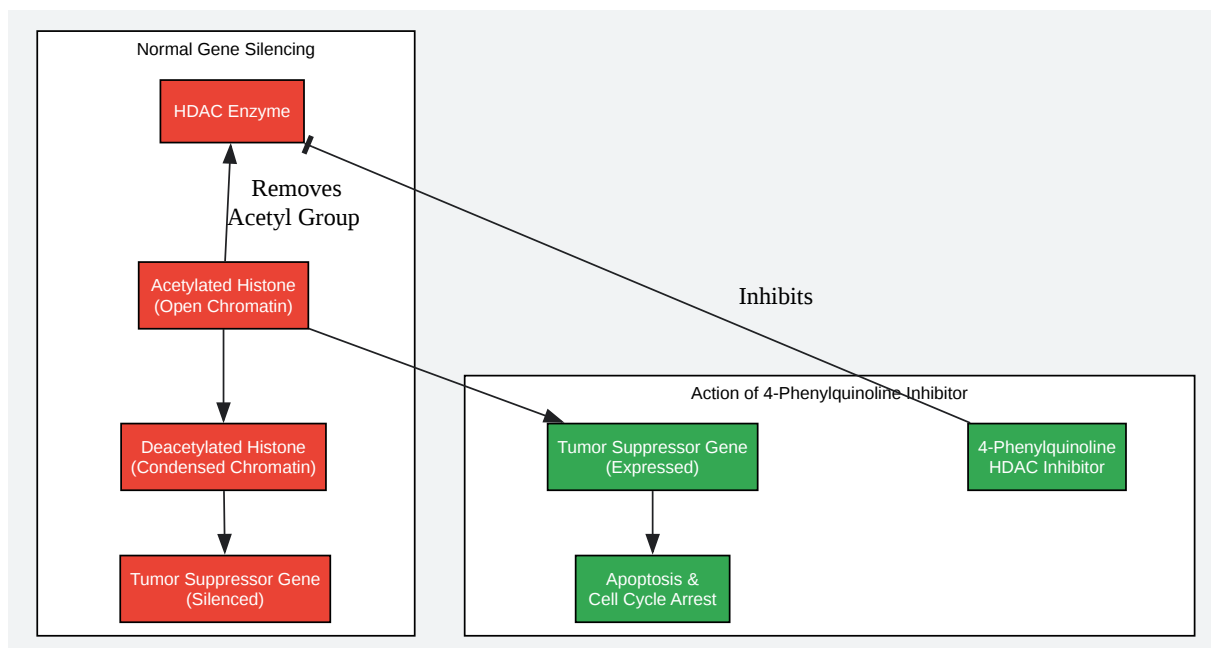 Normal Gene Silencing
HDAC Enzyme
Removes
Acetyl Group
Acetylated Histone
(Open Chromatin)
Deacetylated Histone
(Condensed Chromatin)
Tumor Suppressor Gene
(Silenced)
Inhibits
Action of 4-Phenylquinoline Inhibitor
Tumor Suppressor Gene
(Expressed)
4-Phenylquinoline
HDAC Inhibitor
Apoptosis &
Cell Cycle Arrest